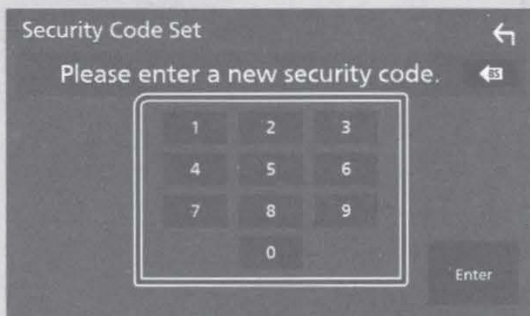 Security Code Set
Please enter a new security code.
BS
1 2 3
4 5 6
7 8 9
0
Enter